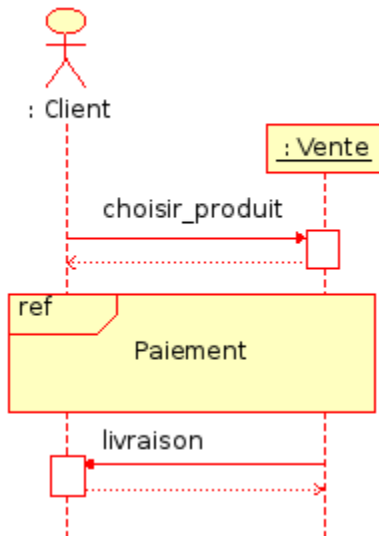 : Client
: Vente
choisir_produit
ref
Paiement
livraison